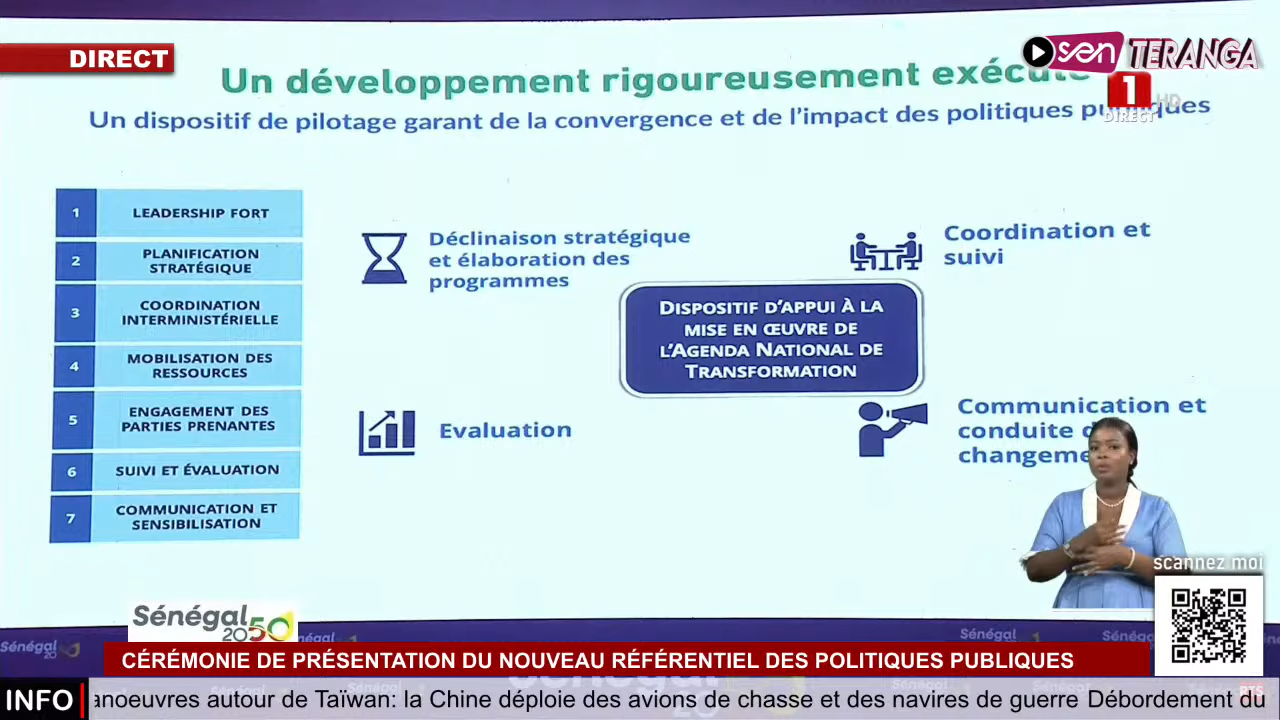 DIRECT
sen TERANGA
1 HD
DIRECT
Un développement rigoureusement exécuté
Un dispositif de pilotage garant de la convergence et de l'impact des politiques publiques
1 LEADERSHIP FORT
2 PLANIFICATION
STRATÉGIQUE
3 COORDINATION
INTERMINISTÉRIELLE
4 MOBILISATION DES
RESSOURCES
5 ENGAGEMENT DES
PARTIES PRENANTES
6 SUIVI ET ÉVALUATION
7 COMMUNICATION ET
SENSIBILISATION
Déclinaison stratégique
et élaboration des
programmes
Coordination et
suivi
DISPOSITIF D'APPUI À LA
MISE EN ŒUVRE DE
L'AGENDA NATIONAL DE
TRANSFORMATION
Evaluation
Communication et
conduite
changeme
scannez moi
Sénégal
2050
Sénégal
CÉRÉMONIE DE PRÉSENTATION DU NOUVEAU RÉFÉRENTIEL DES POLITIQUES PUBLIQUES
INFO anoeuvres autour de Taïwan: la Chine déploie des avions de chasse et des navires de guerre Débordement du
RTS